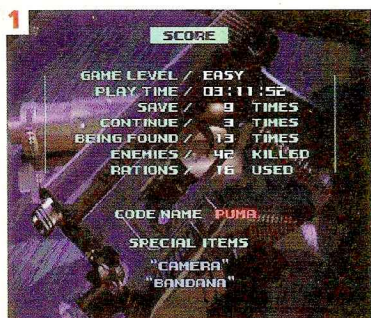 1
SCORE
GAME LEVEL / EASY
PLAY TIME / 03:11:52
SAVE / 9 TIMES
CONTINUE / 3 TIMES
BEING FOUND / 13 TIMES
ENEMIES / 42 KILLED
RATIONS / 16 USED
CODE NAME PUMA
SPECIAL ITEMS
"CAMERA"
"BANDANA"